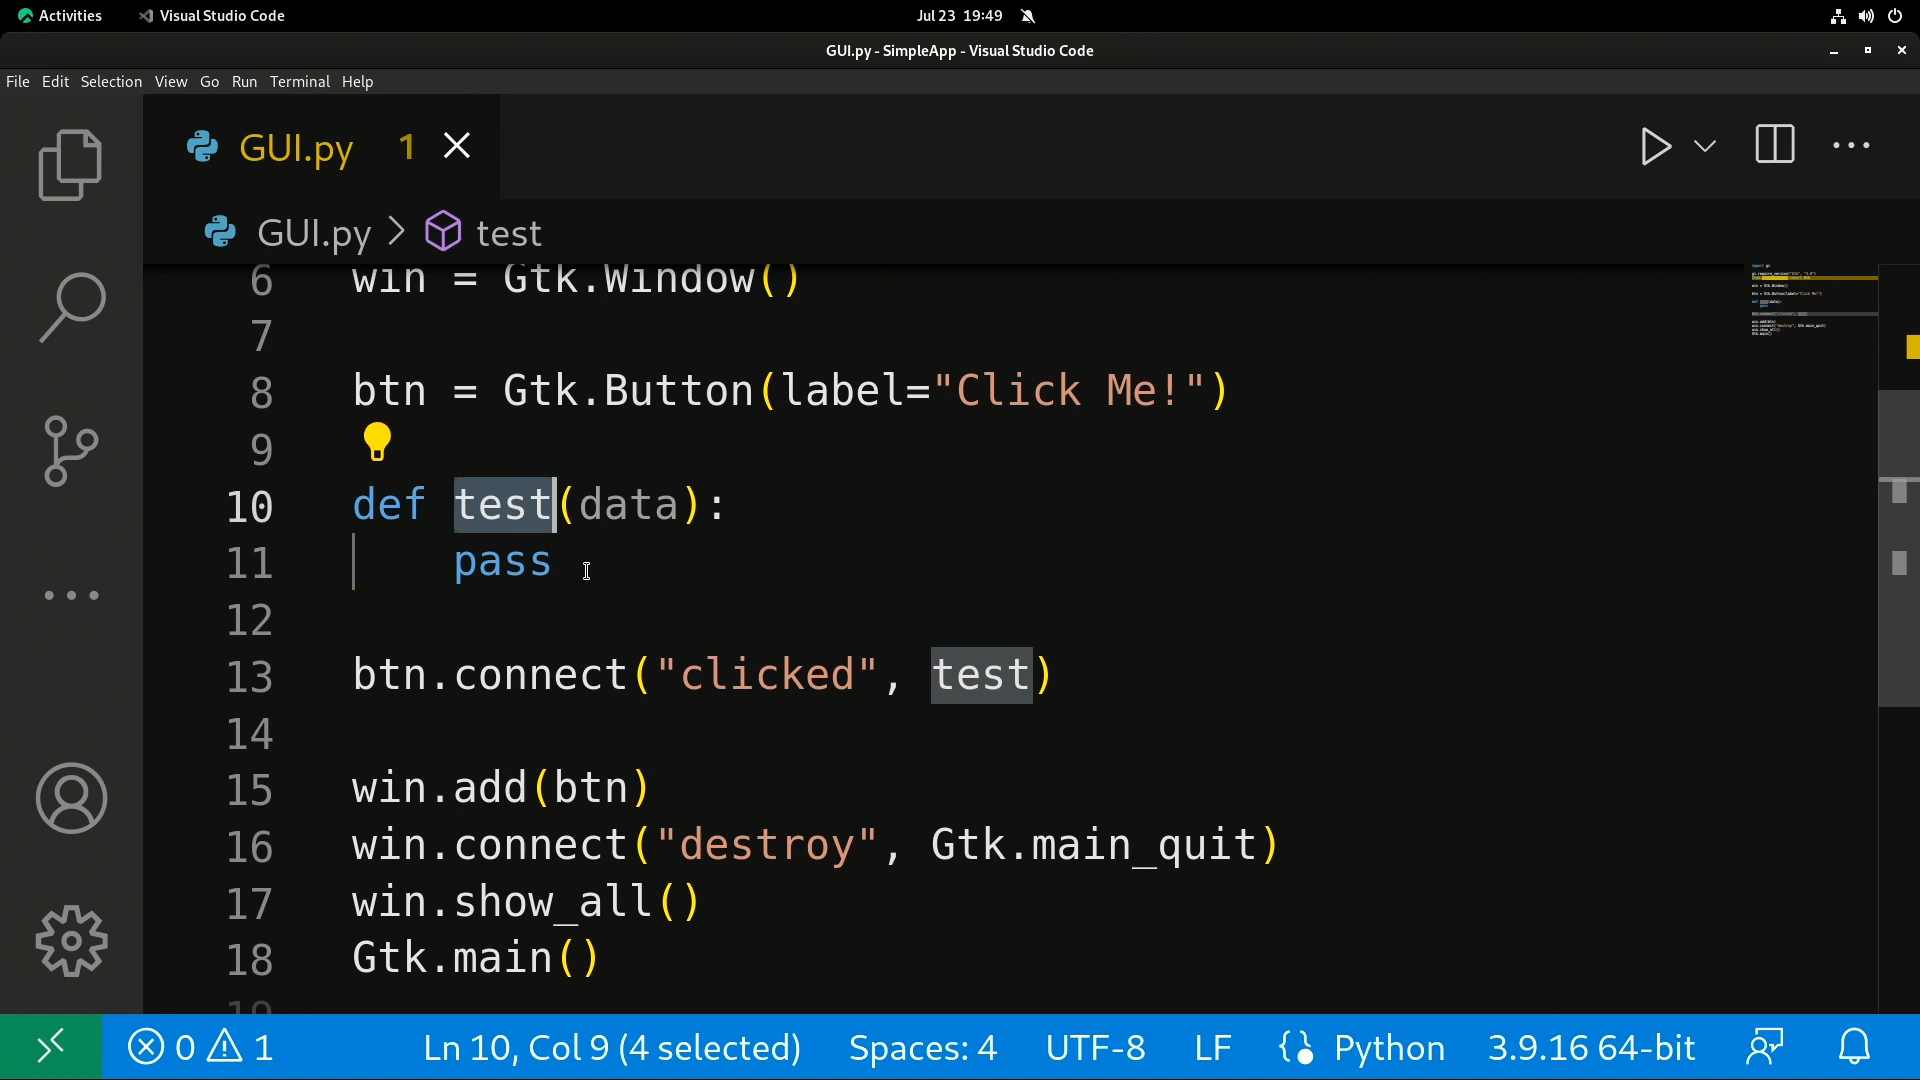 Activities Visual Studio Code Jul 23 19:49
GUI.py - SimpleApp - Visual Studio Code
File Edit Selection View Go Run Terminal Help
GUI.py 1
GUI.py > test
6 win = Gtk.Window()
7
8 btn = Gtk.Button(label="Click Me!")
9
10 def test(data):
11 pass
12
13 btn.connect("clicked", test)
14
15 win.add(btn)
16 win.connect("destroy", Gtk.main_quit)
17 win.show_all()
18 Gtk.main()
19
0 1 Ln 10, Col 9 (4 selected) Spaces: 4 UTF-8 LF Python 3.9.16 64-bit